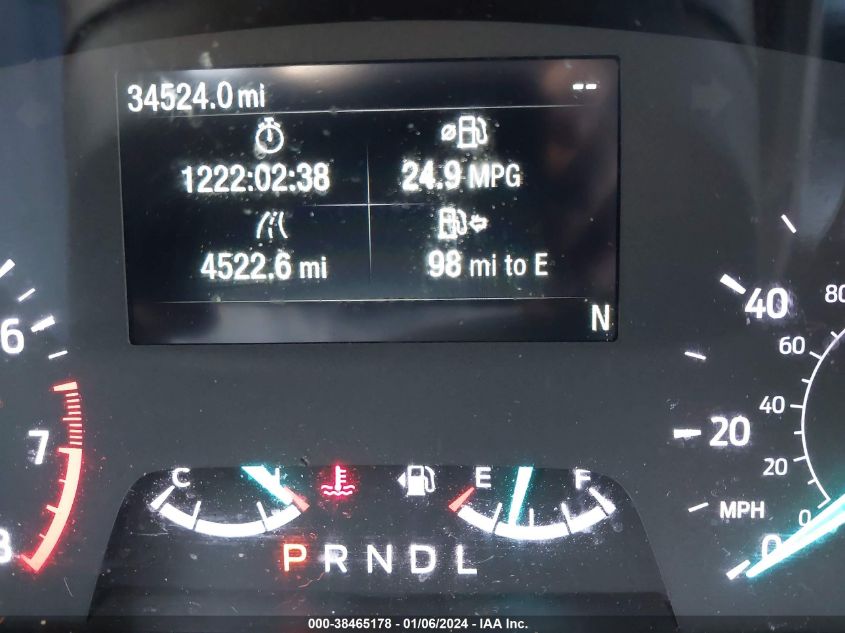 34524.0 mi --
1222:02:38 ø 24.9 MPG
4522.6 mi 98 mi to E
N
6
7
8
C
E F
P R N D L
40
20
0
MPH
80
60
40
20
0
000-38465178 - 01/06/2024 - IAA Inc.